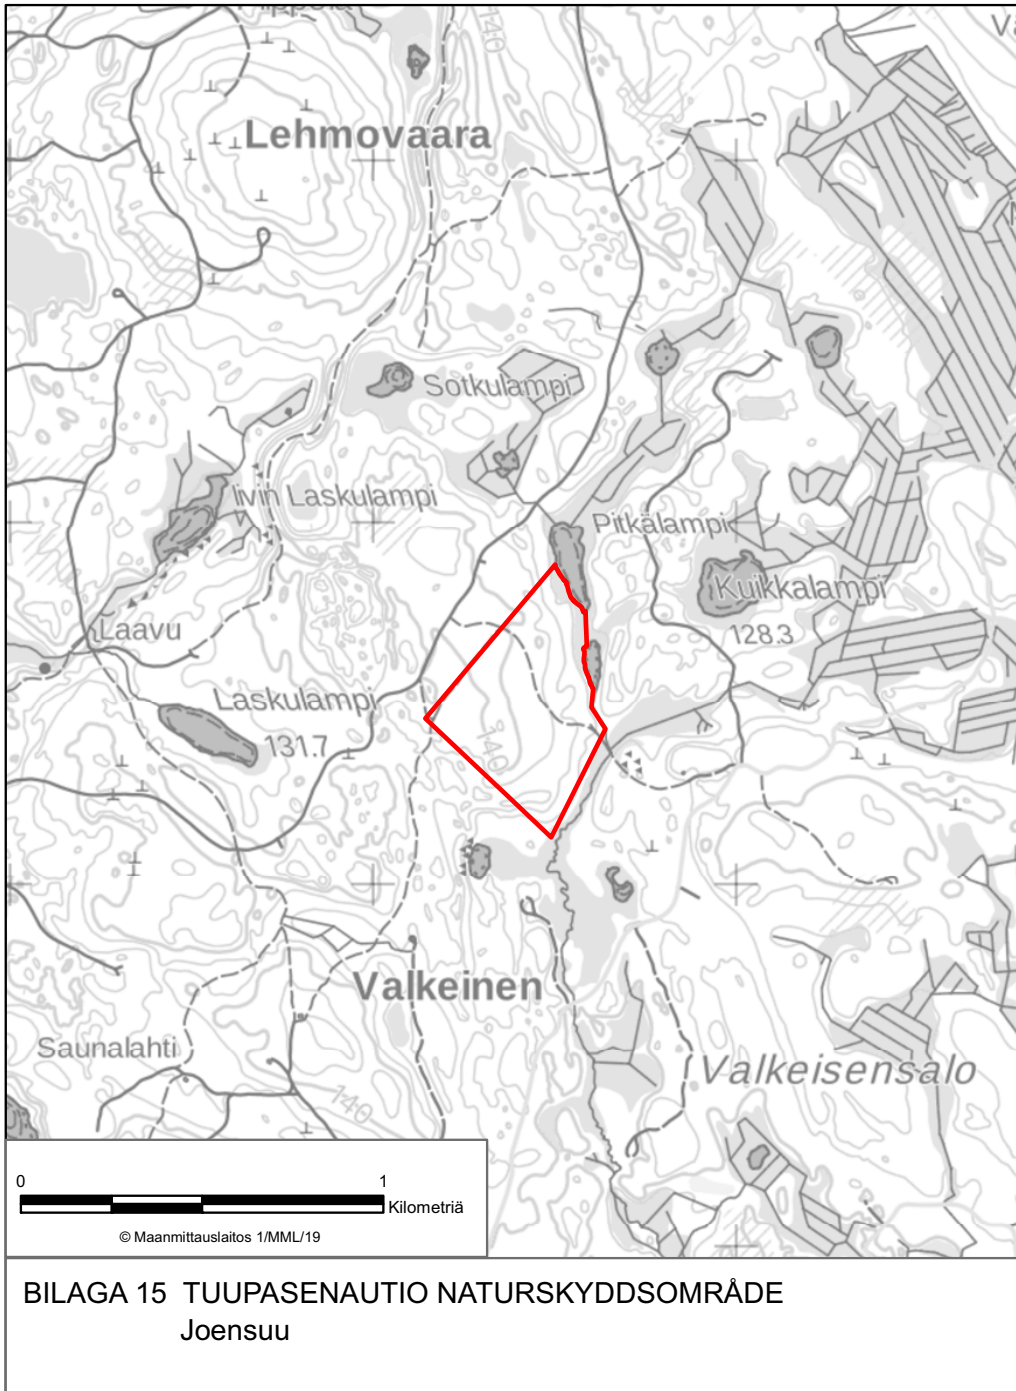 140
Lehmovaara
Sotkulampi
Iivin Laskulampi
Pitkälampi
Kuikkalampi
128.3
Laavu
Laskulampi
131.7
140
Valkeinen
Saunalahti
Valkeisensalo
140
0 1
Kilometriä
© Maanmittauslaitos 1/MML/19
BILAGA 15 TUUPASENAUTIO NATURSKYDDSOMRÅDE
Joensuu